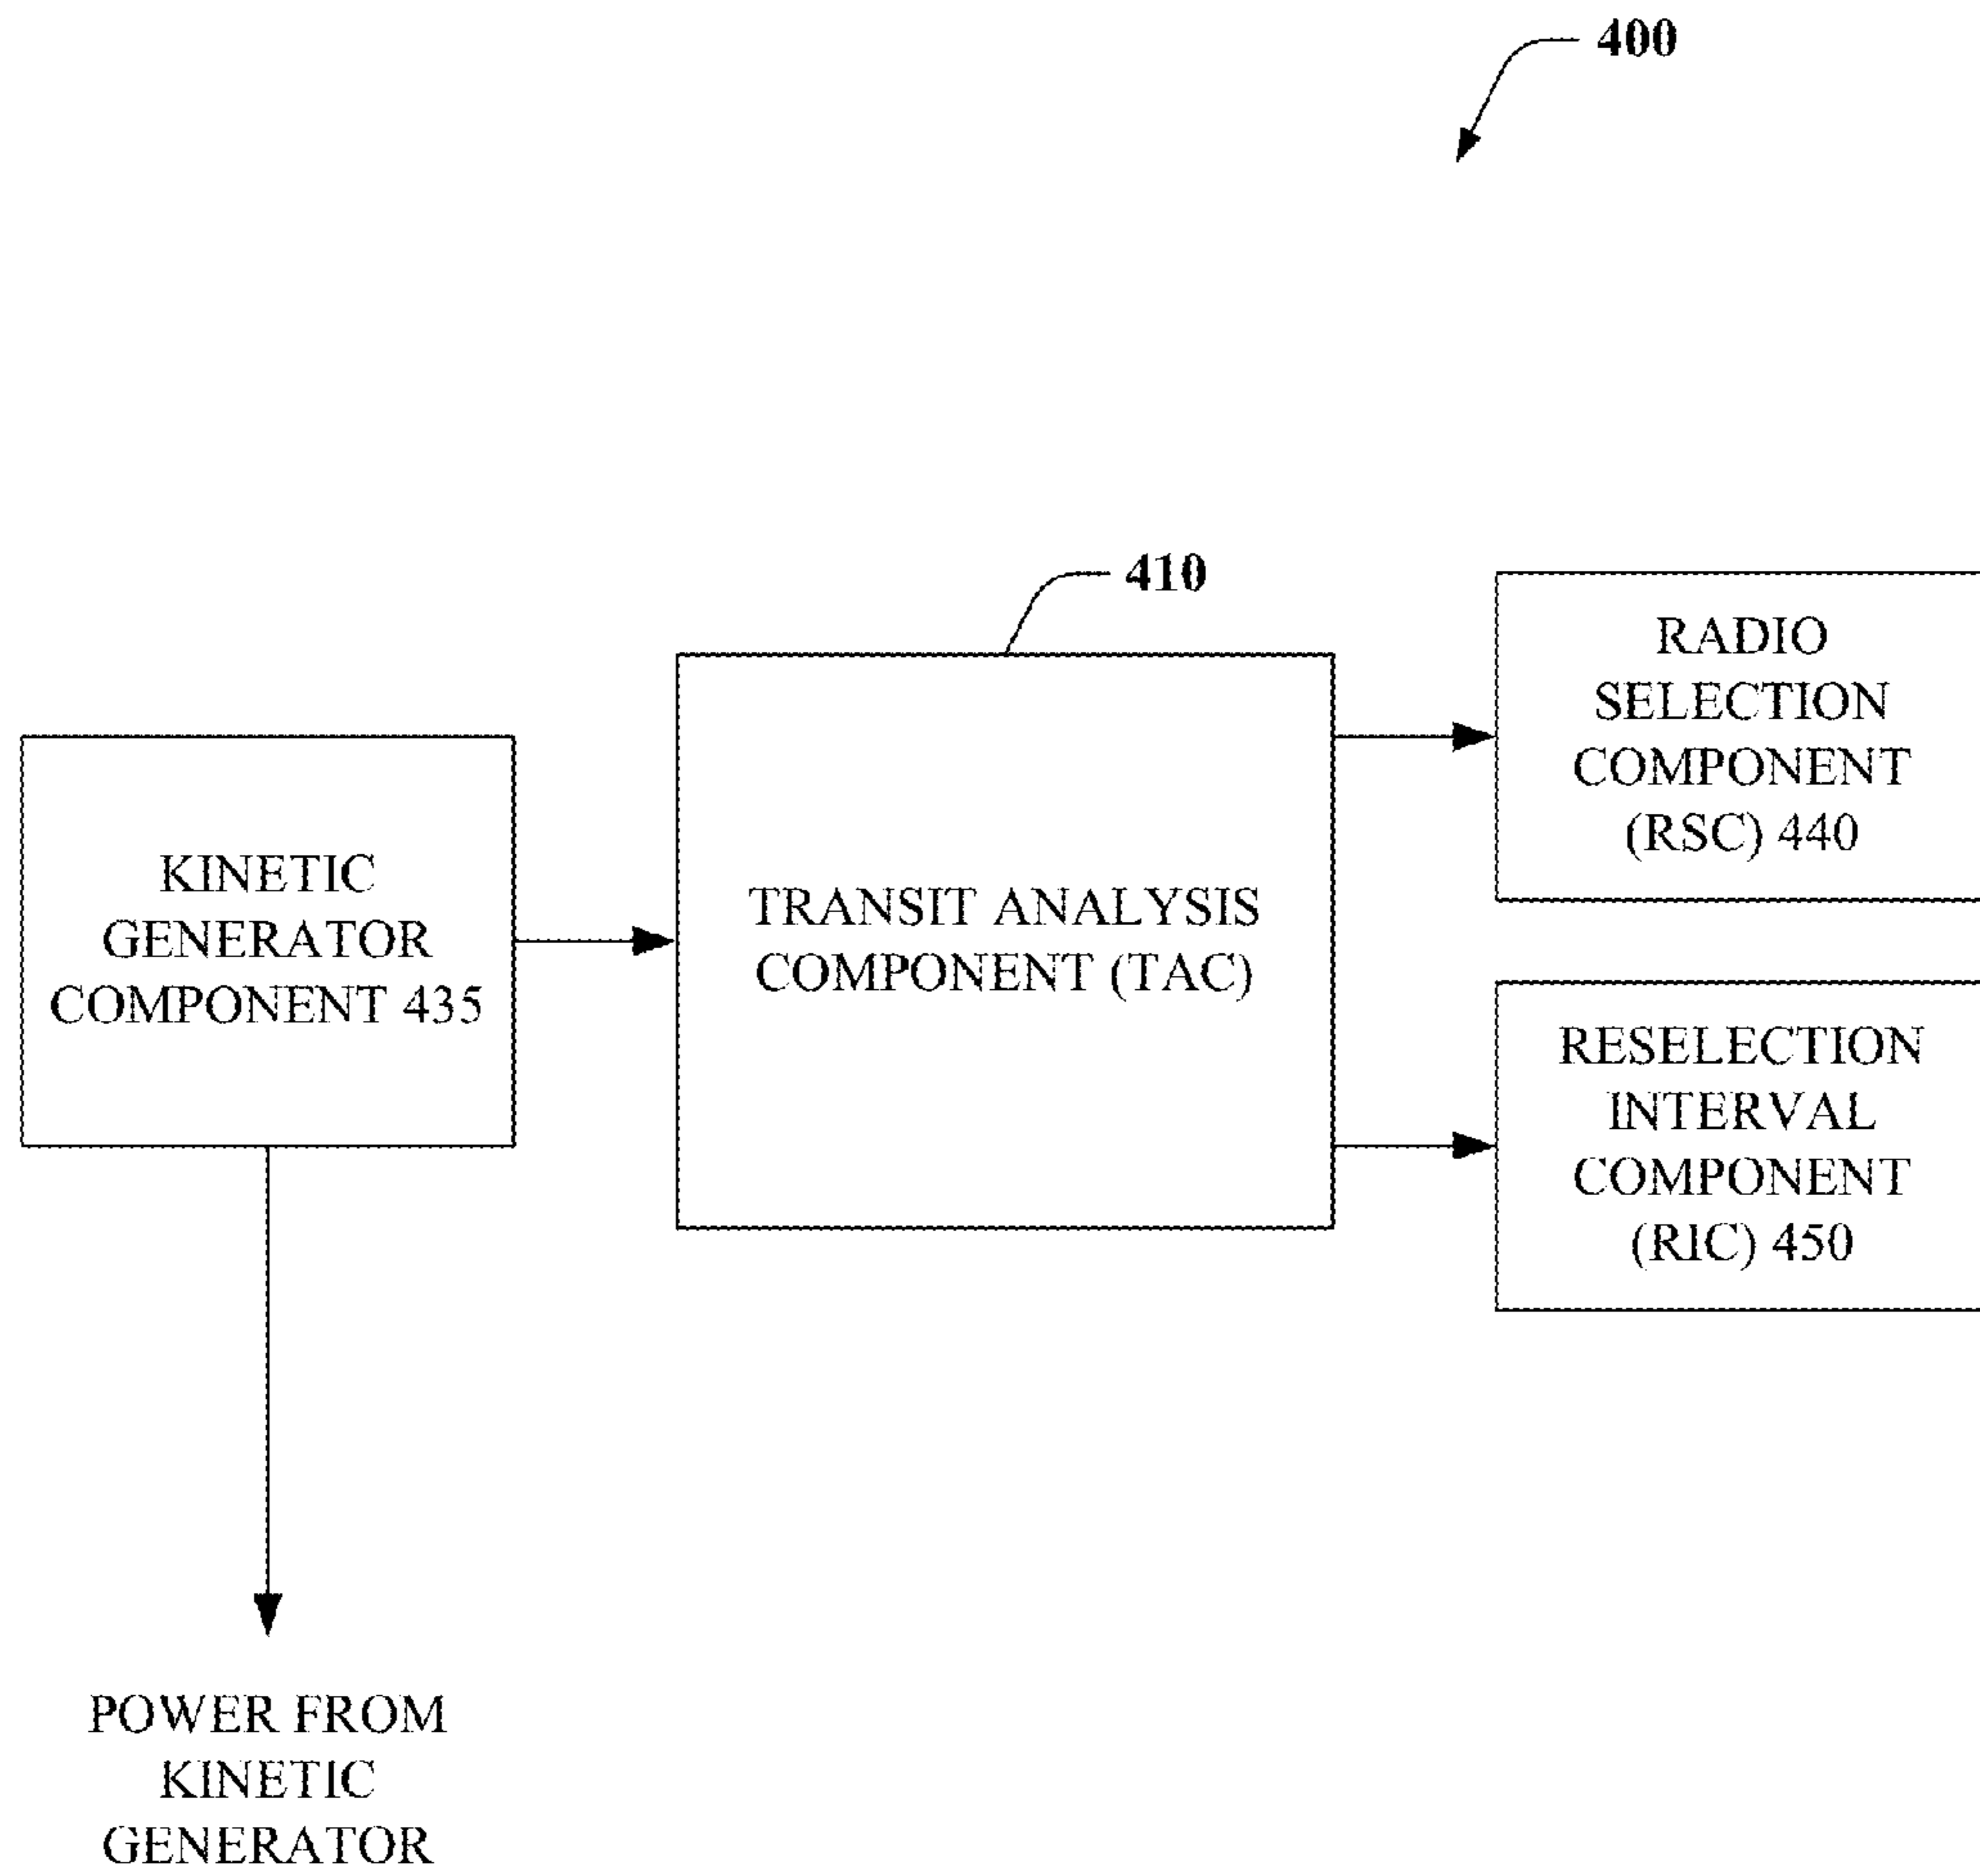 400
410
RADIO
SELECTION
COMPONENT
(RSC) 440
KINETIC
GENERATOR
COMPONENT 435
TRANSIT ANALYSIS
COMPONENT (TAC)
RESELECTION
INTERVAL
COMPONENT
(RIC) 450
POWER FROM
KINETIC
GENERATOR